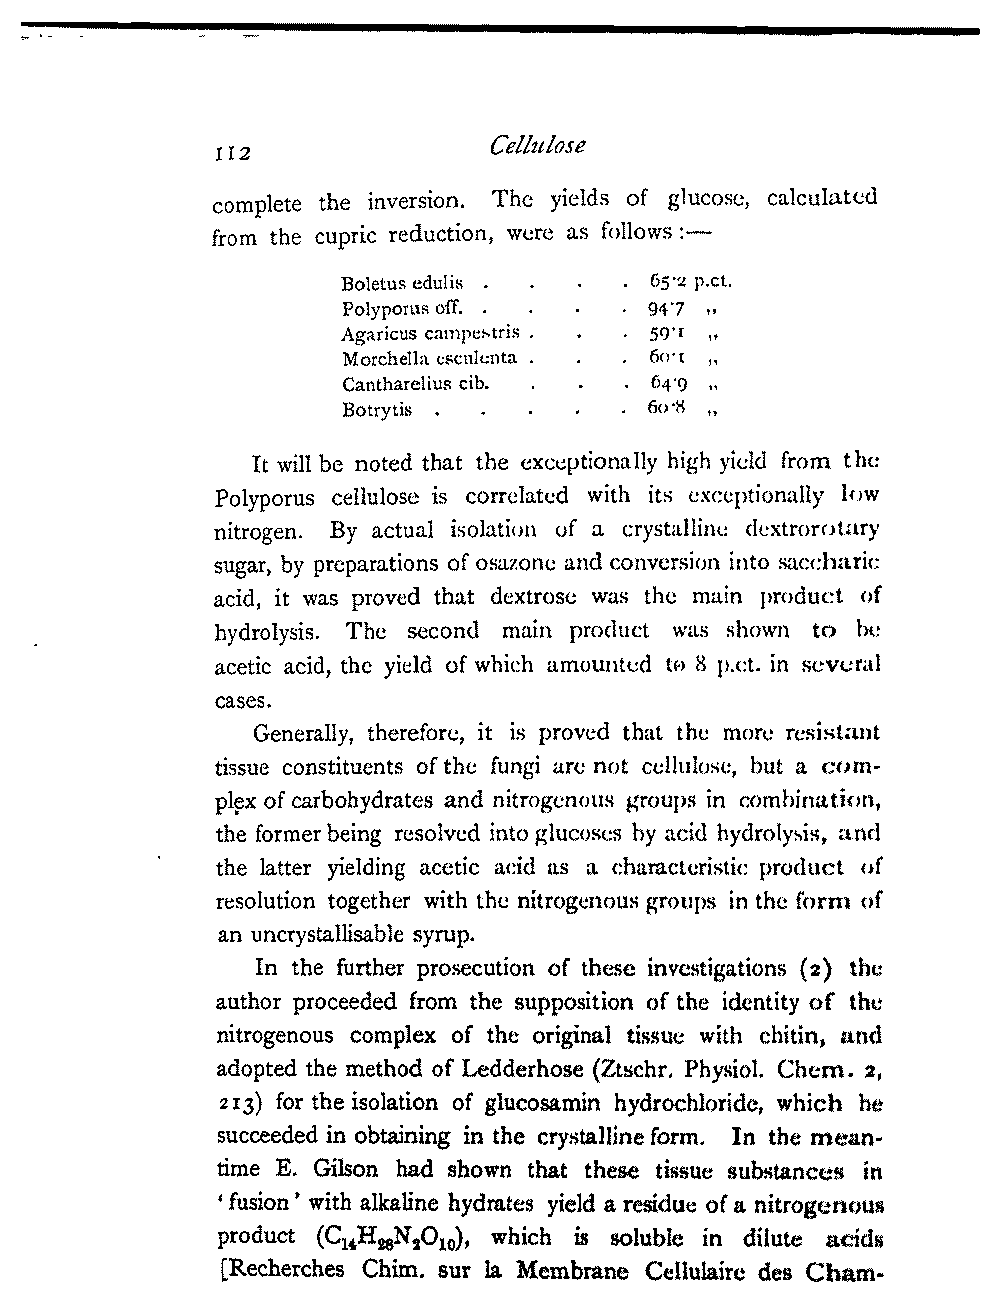 112 Cellulose
complete the inversion. The yields of glucose, calculated
from the cupric reduction, were as follows :—
Boletus edulis . . . . 65·2 p.ct.
Polyporus off. . . . . 94·7 „
Agaricus campestris . . . 59·1 „
Morchella esculenta . . . 60·1 „
Cantharelius cib. . . . 64·9 „
Botrytis . . . . . 60·8 „
It will be noted that the exceptionally high yield from the
Polyporus cellulose is correlated with its exceptionally low
nitrogen. By actual isolation of a crystalline dextrorotary
sugar, by preparations of osazone and conversion into saccharic
acid, it was proved that dextrose was the main product of
hydrolysis. The second main product was shown to be
acetic acid, the yield of which amounted to 8 p.ct. in several
cases.
Generally, therefore, it is proved that the more resistant
tissue constituents of the fungi are not cellulose, but a com-
plex of carbohydrates and nitrogenous groups in combination,
the former being resolved into glucoses by acid hydrolysis, and
the latter yielding acetic acid as a characteristic product of
resolution together with the nitrogenous groups in the form of
an uncrystallisable syrup.
In the further prosecution of these investigations (2) the
author proceeded from the supposition of the identity of the
nitrogenous complex of the original tissue with chitin, and
adopted the method of Ledderhose (Ztschr. Physiol. Chem. 2,
213) for the isolation of glucosamin hydrochloride, which he
succeeded in obtaining in the crystalline form. In the mean-
time E. Gilson had shown that these tissue substances in
‘fusion’ with alkaline hydrates yield a residue of a nitrogenous
product (C₁₄H₂₈N₂O₁₀), which is soluble in dilute acids
[Recherches Chim. sur la Membrane Cellulaire des Cham-